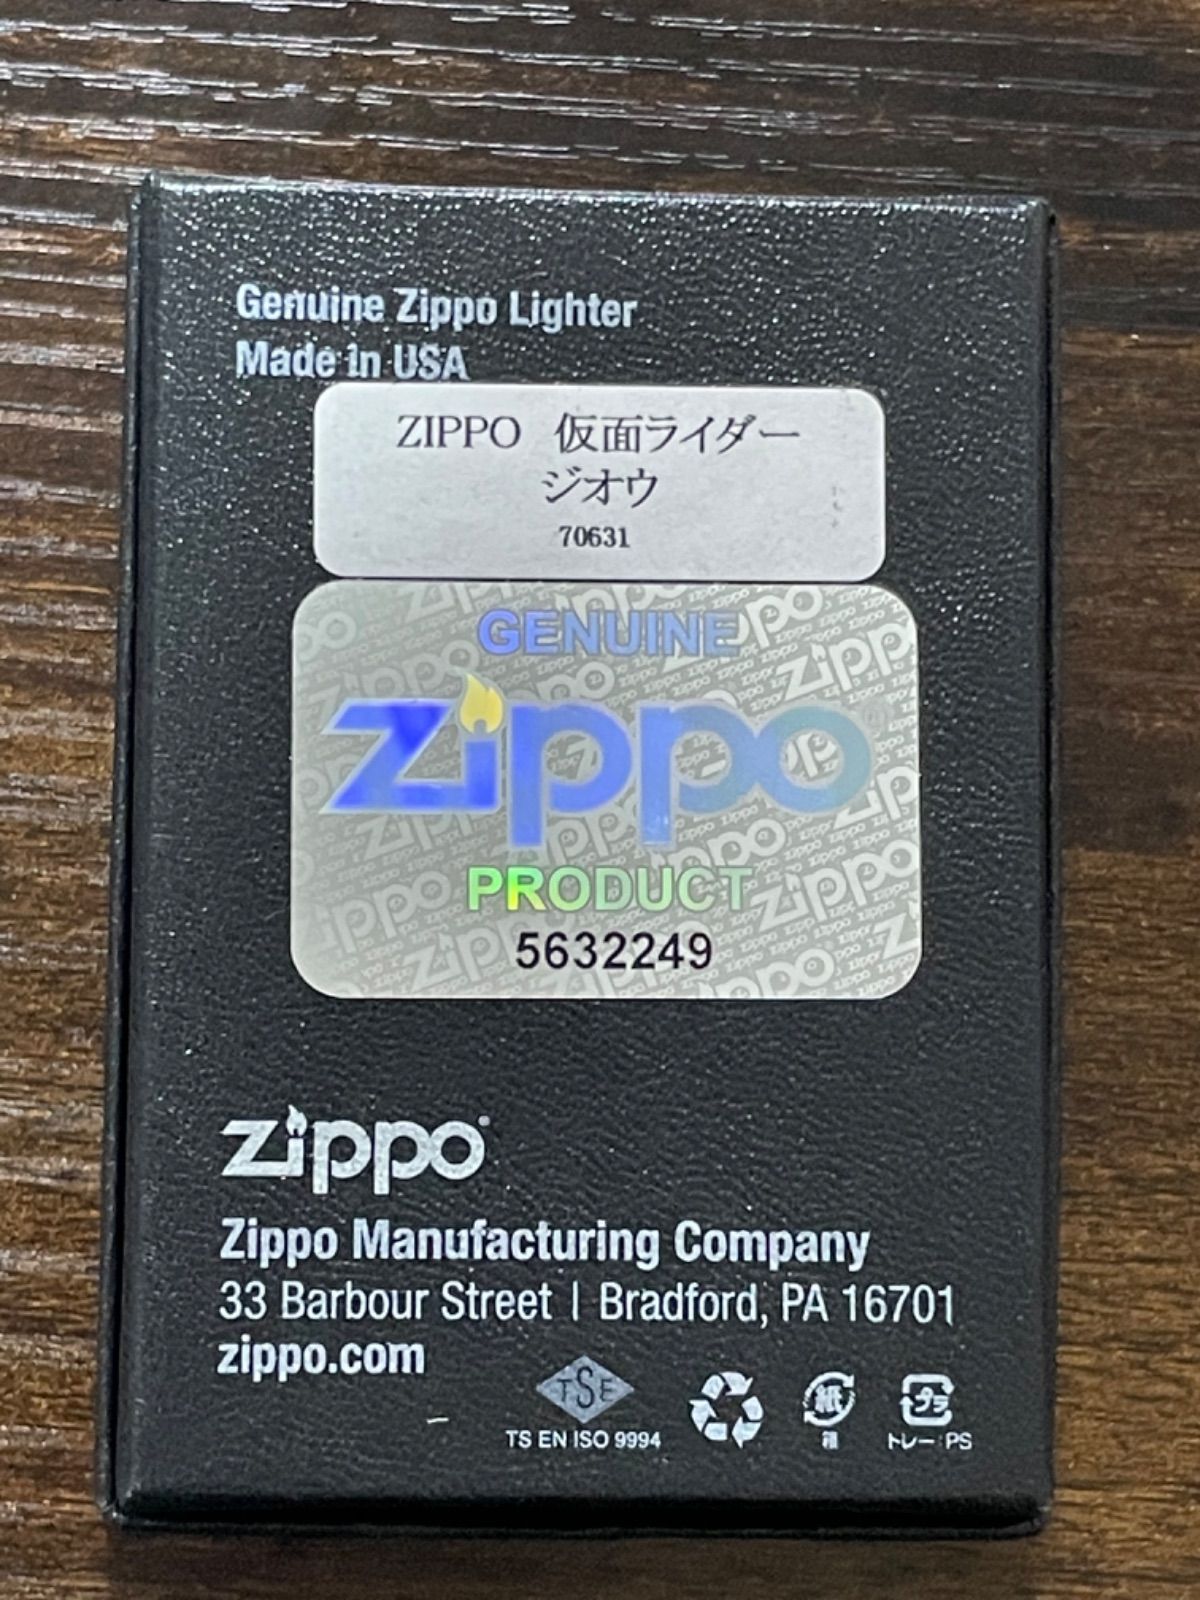 Genuine Zippo Lighter
Made in USA
ZIPPO 仮面ライダー
ジオウ
70631
GENUINE
zippo
PRODUCT
5632249
zippo
Zippo Manufacturing Company
33 Barbour Street | Bradford, PA 16701
zippo.com
TSE
TS EN ISO 9994
紙
箱
プラ
トレー:PS